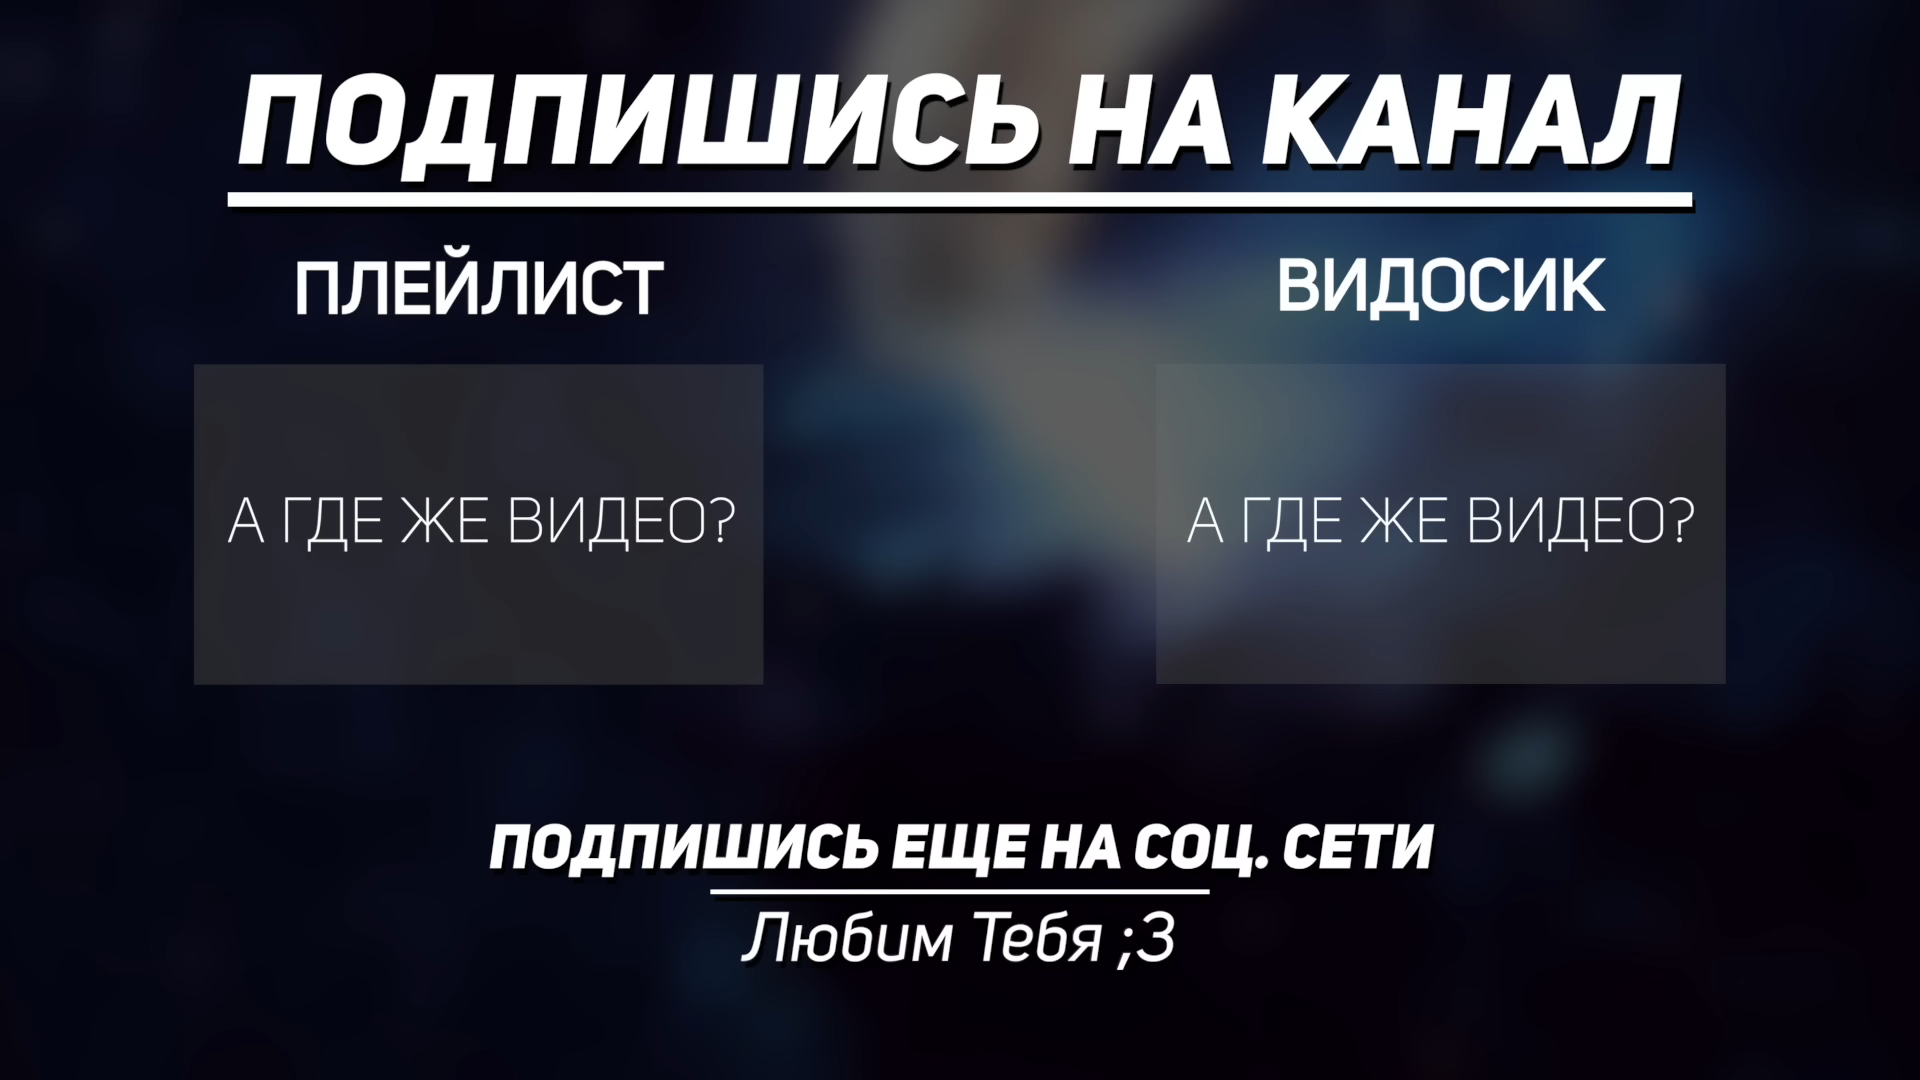 ПОДПИШИСЬ НА КАНАЛ
ПЛЕЙЛИСТ
ВИДОСИК
А ГДЕ ЖЕ ВИДЕО?
А ГДЕ ЖЕ ВИДЕО?
ПОДПИШИСЬ ЕЩЕ НА СОЦ. СЕТИ
Любим Тебя ;3